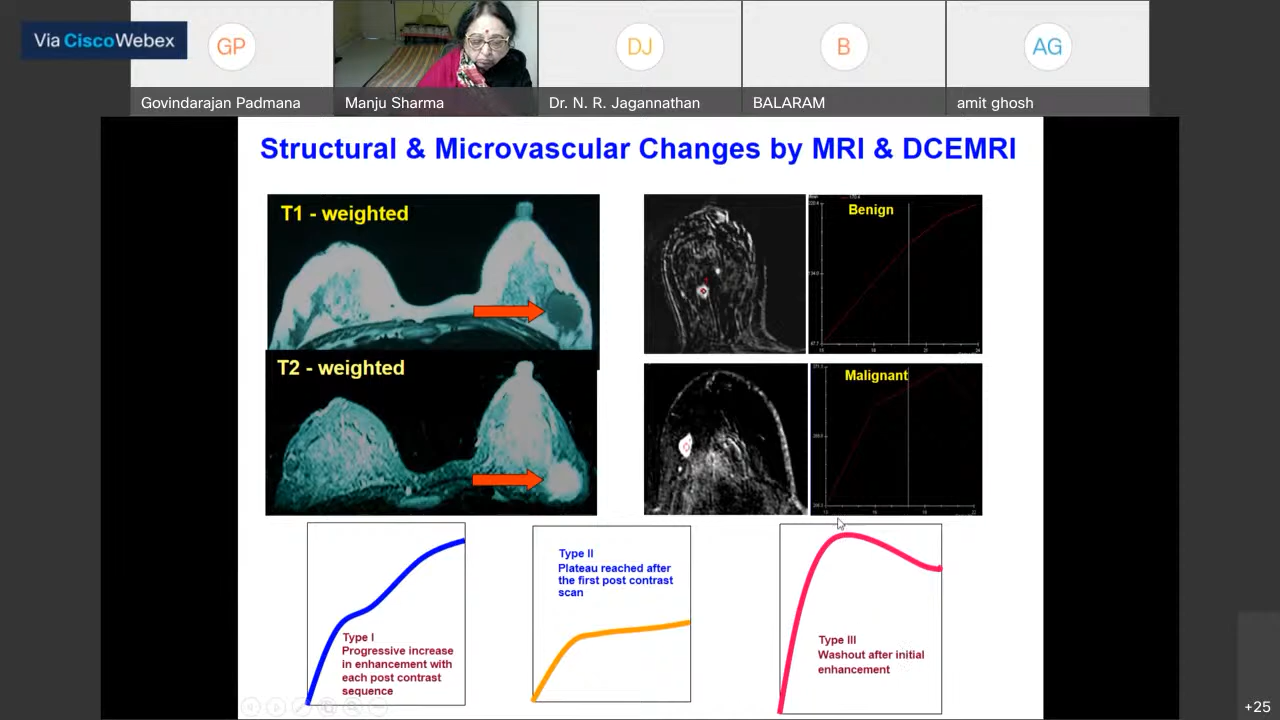 Via CiscoWebex
GP
DJ
B
AG
Govindarajan Padmana
Manju Sharma
Dr. N. R. Jagannathan
BALARAM
amit ghosh
Structural & Microvascular Changes by MRI & DCEMRI
T1 - weighted
Benign
T2 - weighted
Malignant
Type I
Progressive increase
in enhancement with
each post contrast
sequence
Type II
Plateau reached after
the first post contrast
scan
Type III
Washout after initial
enhancement
+25